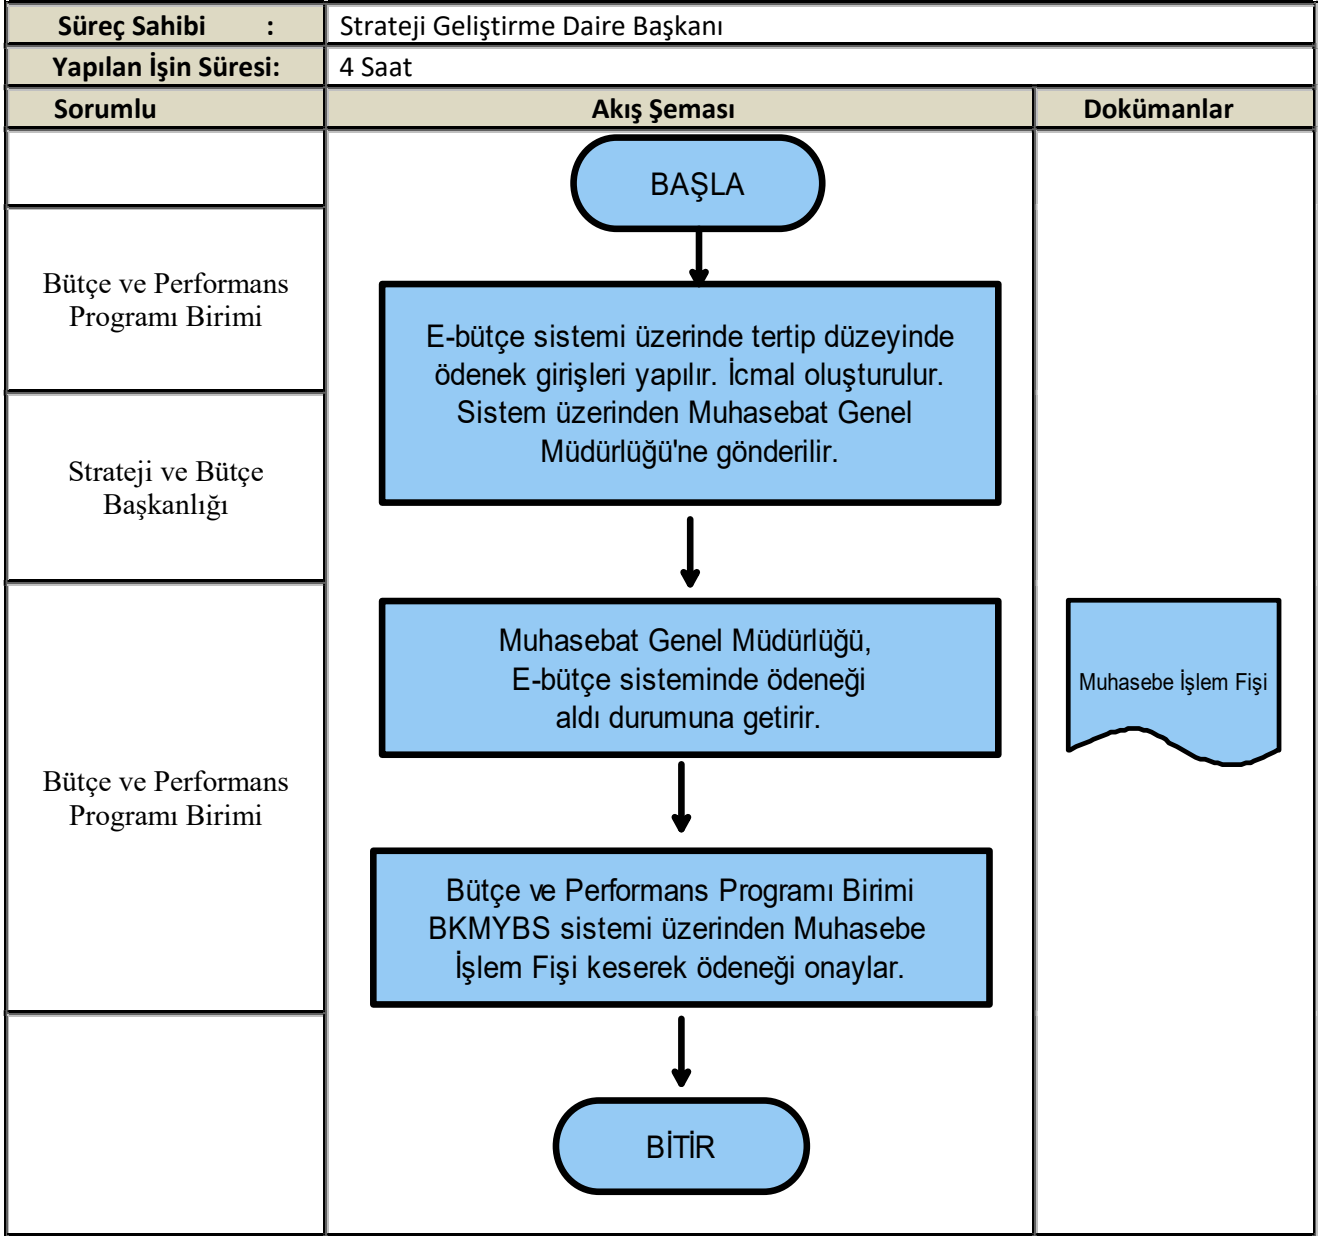 Süreç Sahibi :
Strateji Geliştirme Daire Başkanı
Yapılan İşin Süresi:
4 Saat
Sorumlu
Akış Şeması
Dokümanlar
BAŞLA
Bütçe ve Performans
Programı Birimi
E-bütçe sistemi üzerinde tertip düzeyinde
ödenek girişleri yapılır. İcmal oluşturulur.
Sistem üzerinden Muhasebat Genel
Müdürlüğü'ne gönderilir.
Strateji ve Bütçe
Başkanlığı
Muhasebat Genel Müdürlüğü,
E-bütçe sisteminde ödeneği
aldı durumuna getirir.
Muhasebe İşlem Fişi
Bütçe ve Performans
Programı Birimi
Bütçe ve Performans Programı Birimi
BKMYBS sistemi üzerinden Muhasebe
İşlem Fişi keserek ödeneği onaylar.
BİTİR